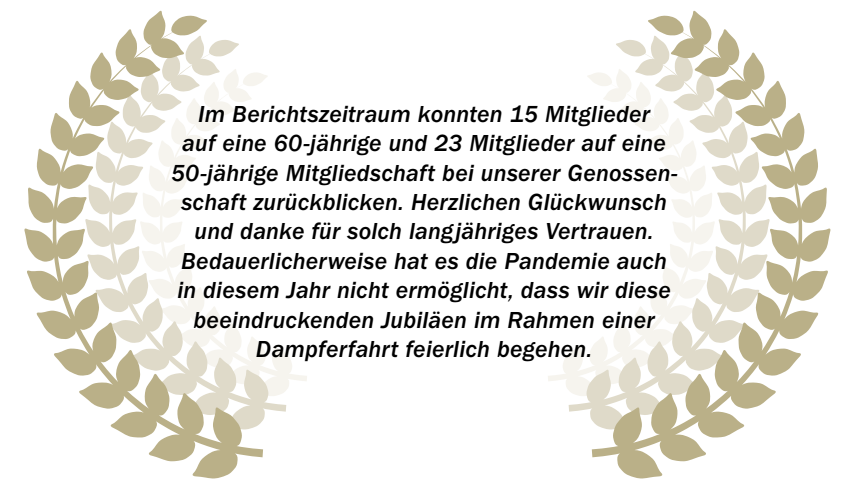 Im Berichtszeitraum konnten 15 Mitglieder
auf eine 60-jährige und 23 Mitglieder auf eine
50-jährige Mitgliedschaft bei unserer Genossen-
schaft zurückblicken. Herzlichen Glückwunsch
und danke für solch langjähriges Vertrauen.
Bedauerlicherweise hat es die Pandemie auch
in diesem Jahr nicht ermöglicht, dass wir diese
beeindruckenden Jubiläen im Rahmen einer
Dampferfahrt feierlich begehen.